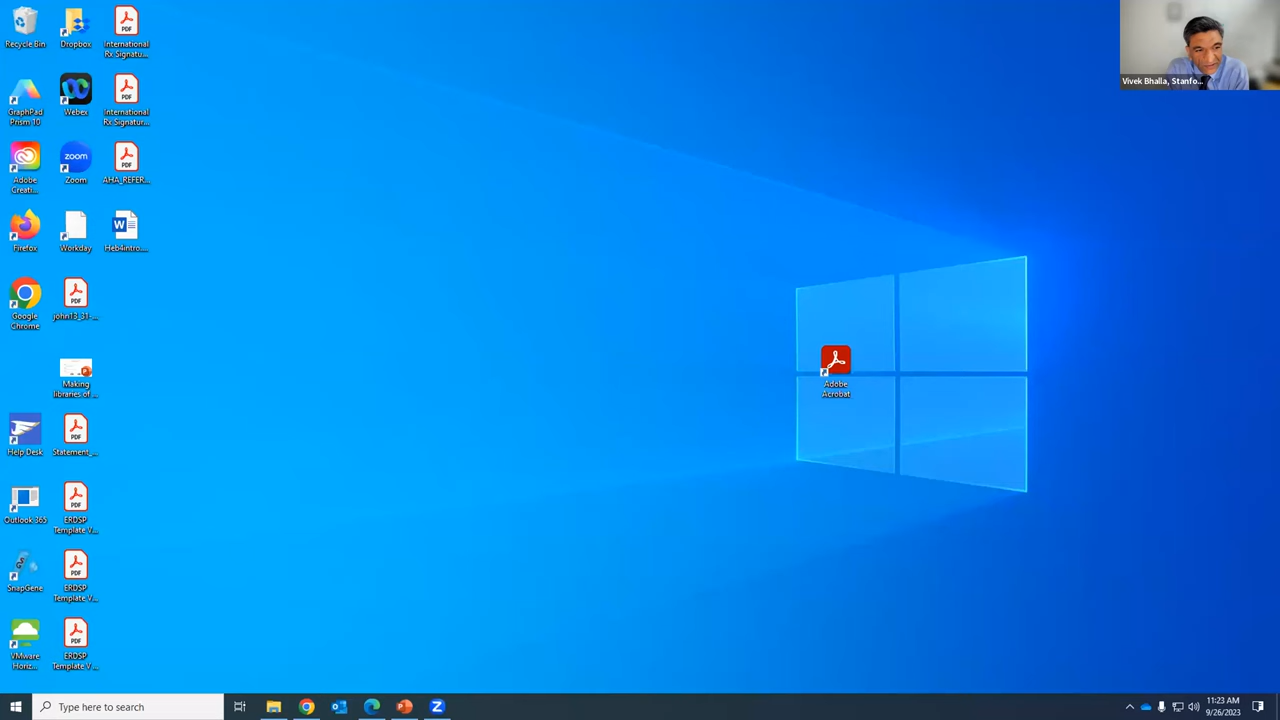 Recycle Bin
Dropbox
International
Rx Signatu...
GraphPad
Prism 10
Webex
International
Rx Signatur...
Adobe
Creati...
zoom
Zoom
AHA_REFER...
Firefox
Workday
Heb4intro....
Google
Chrome
john13_31-...
Making
libraries of ...
Help Desk
Statement_...
Outlook 365
ERDSP
Template V...
SnapGene
ERDSP
Template V...
VMware
Horiz...
ERDSP
Template V...
Adobe
Acrobat
Vivek Bhalla, Stanfo...
Type here to search
11:23 AM
9/26/2023